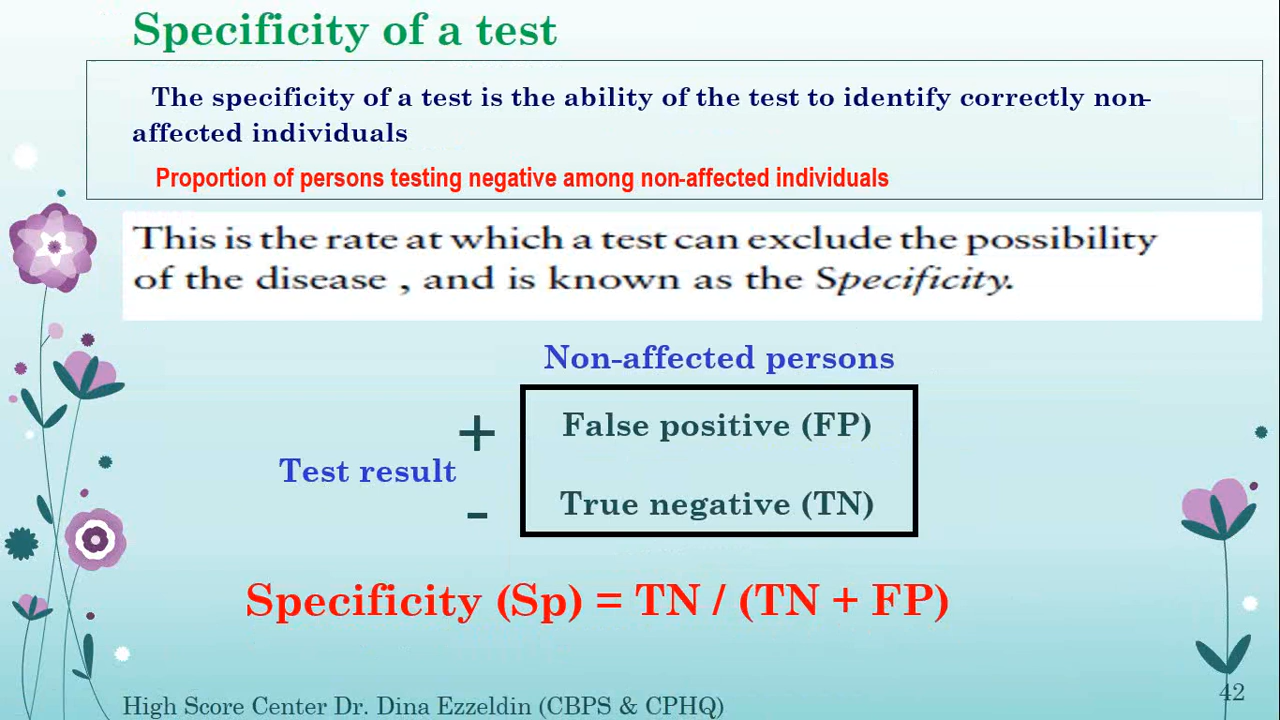 Specificity of a test
The specificity of a test is the ability of the test to identify correctly non-
affected individuals
Proportion of persons testing negative among non-affected individuals
This is the rate at which a test can exclude the possibility
of the disease , and is known as the Specificity.
Non-affected persons
+
False positive (FP)
Test result
-
True negative (TN)
Specificity (Sp) = TN / (TN + FP)
High Score Center Dr. Dina Ezzeldin (CBPS & CPHQ)
42